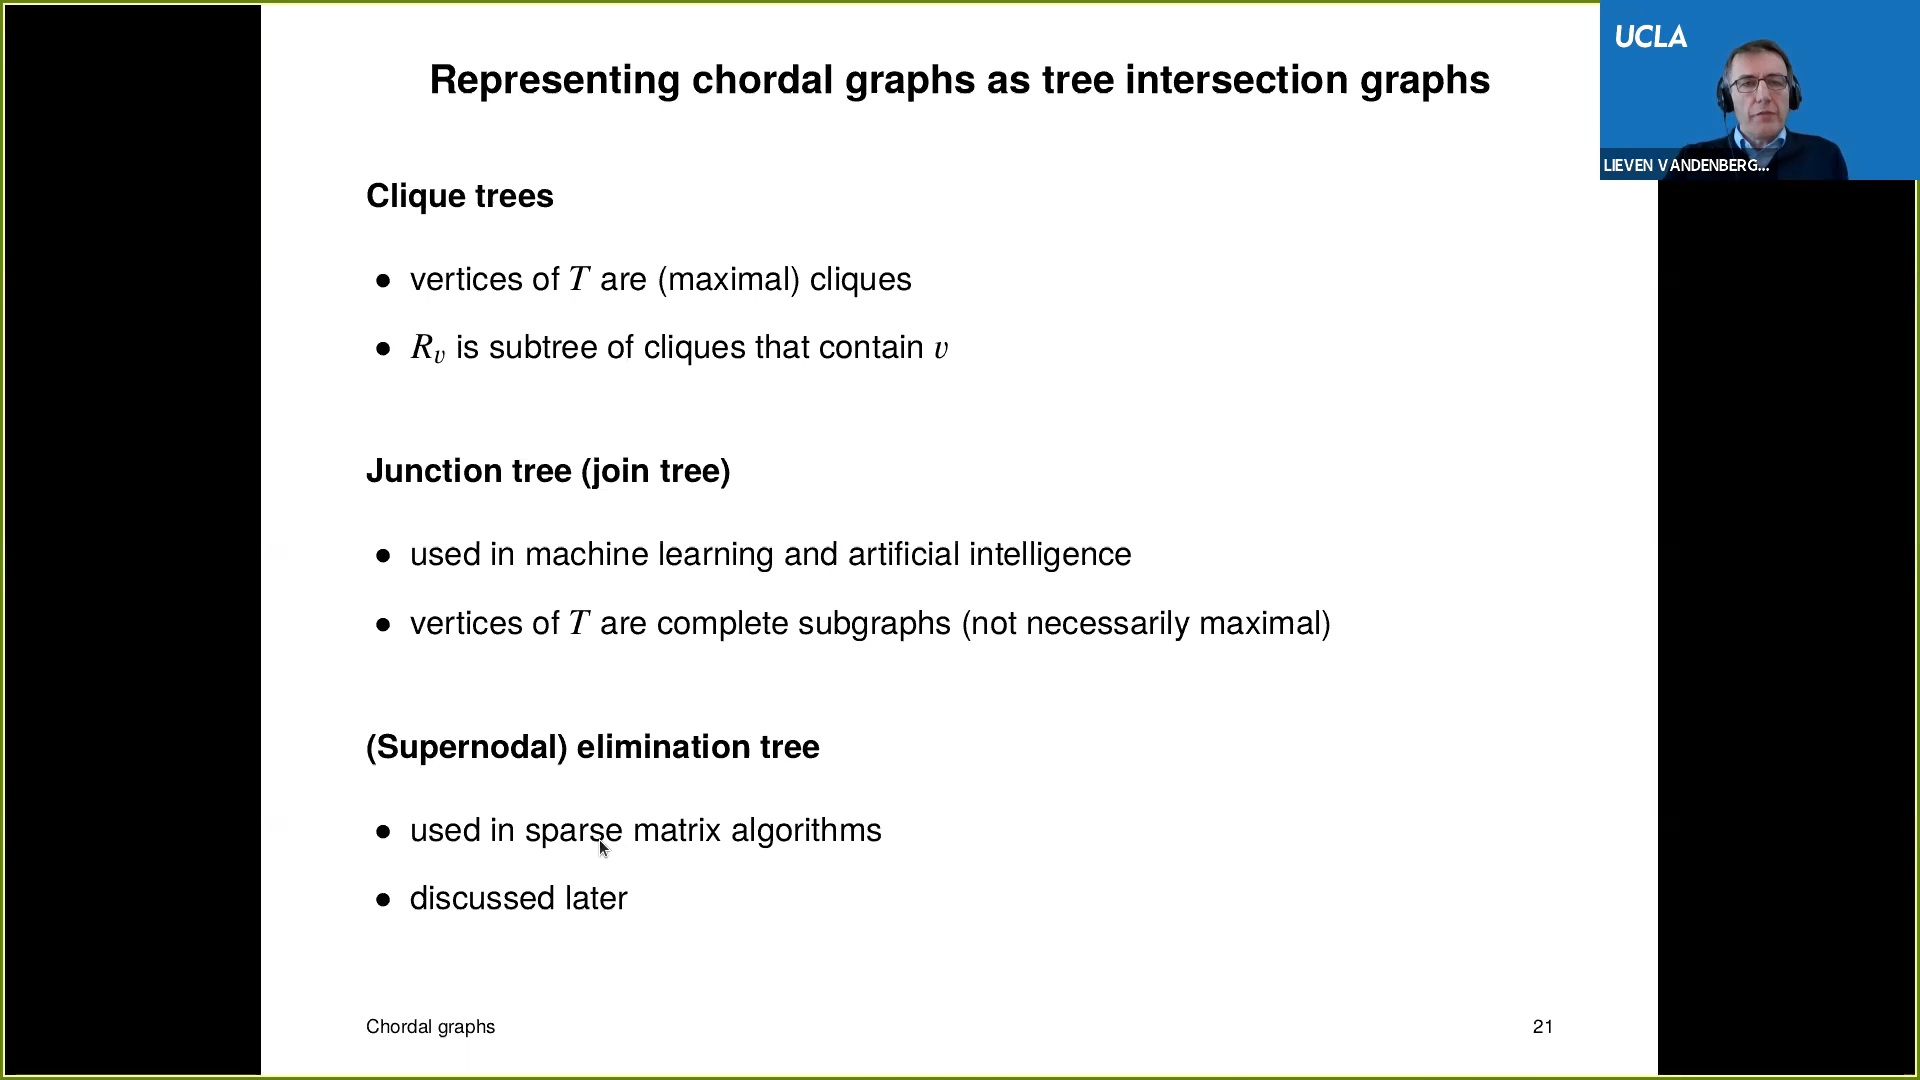 Representing chordal graphs as tree intersection graphs
UCLA
LIEVEN VANDENBERG...
Clique trees
• vertices of T are (maximal) cliques
• R_v is subtree of cliques that contain v
Junction tree (join tree)
• used in machine learning and artificial intelligence
• vertices of T are complete subgraphs (not necessarily maximal)
(Supernodal) elimination tree
• used in sparse matrix algorithms
• discussed later
Chordal graphs
21